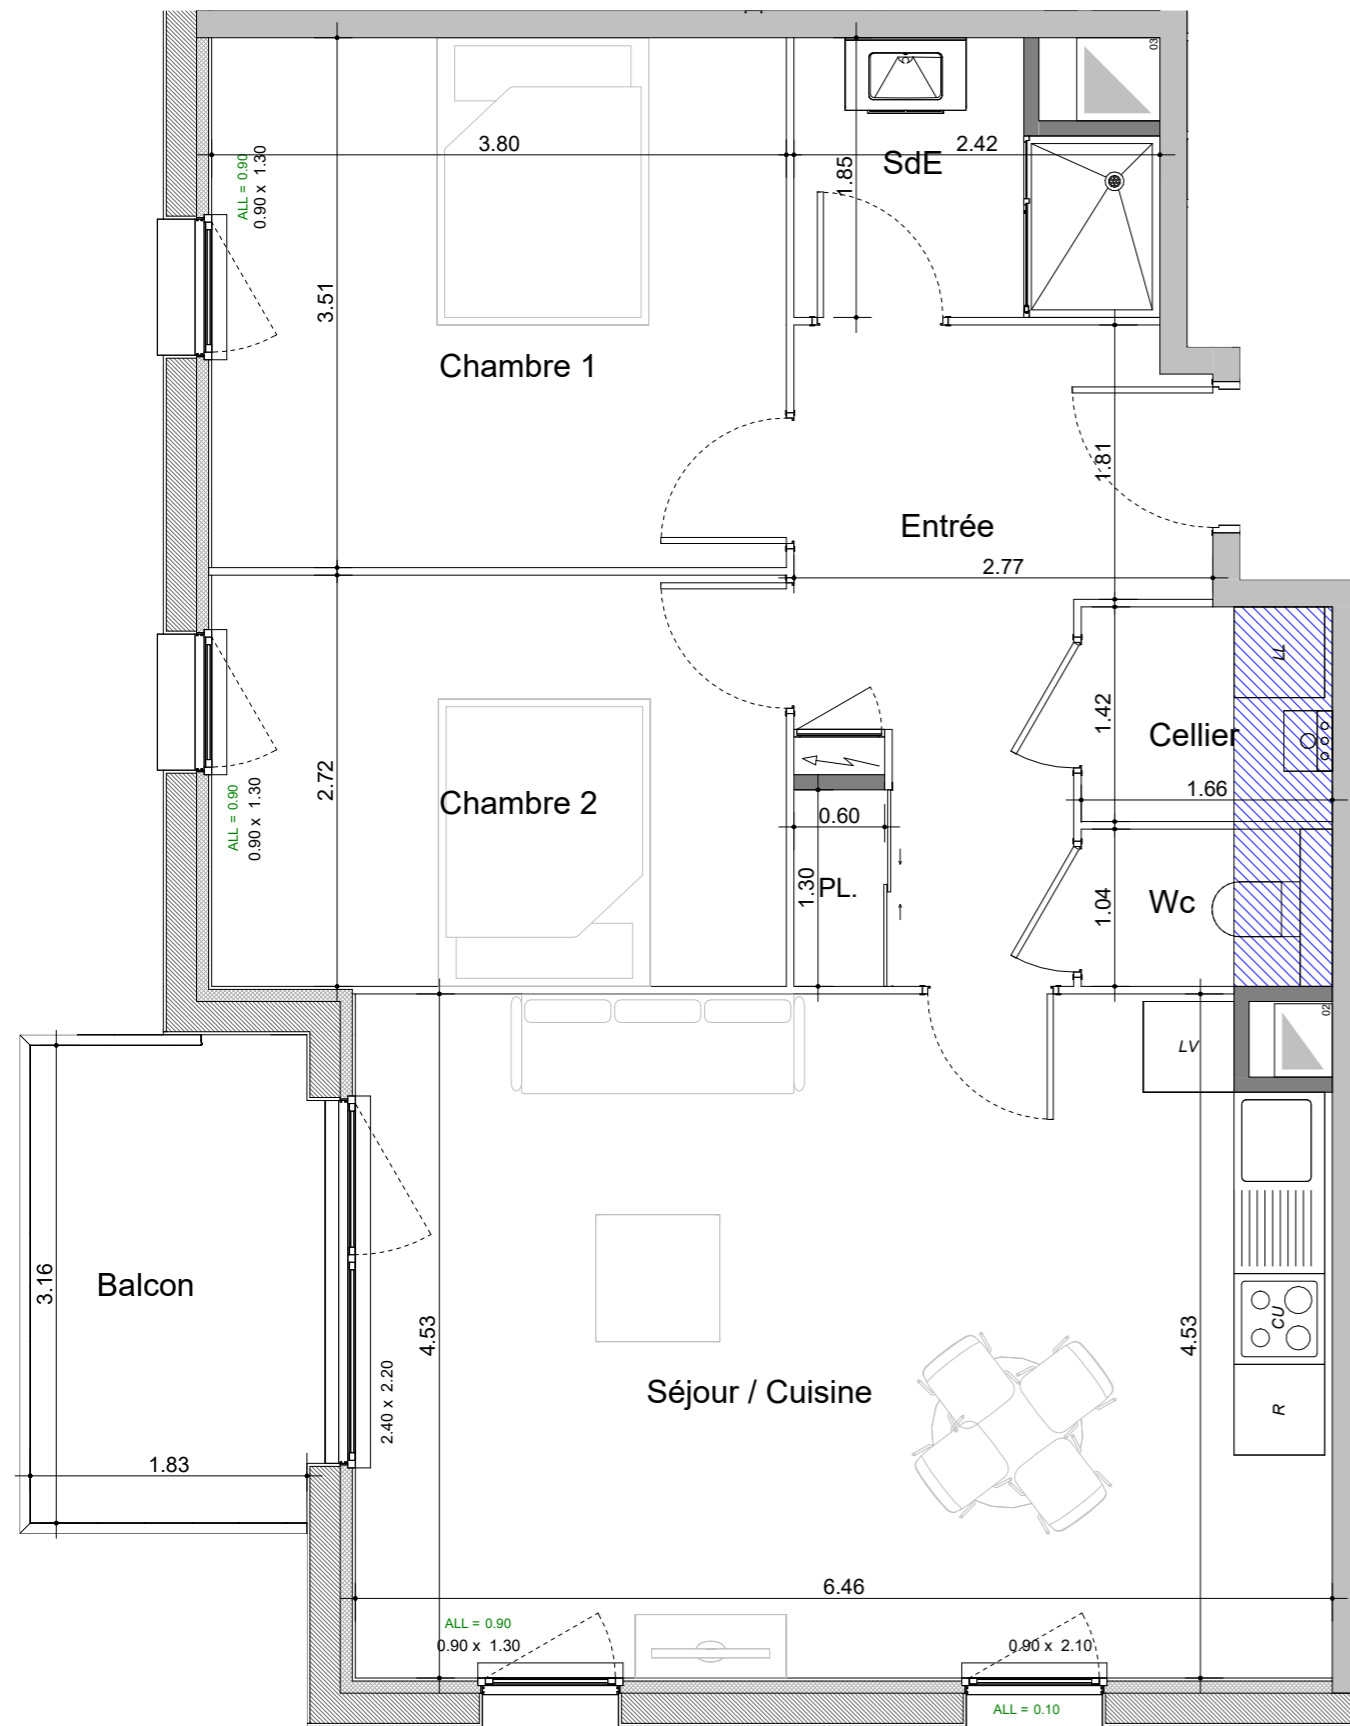 03
3.80
2.42
SdE
1.85
ALL = 0.90
0.90 x 1.30
3.51
Chambre 1
1.81
Entrée
2.77
LL
1.42
Cellier
1.66
2.72
Chambre 2
ALL = 0.90
0.90 x 1.30
0.60
1.30
PL.
1.04
Wc
02
LV
3.16
Balcon
4.53
4.53
CU
2.40 x 2.20
Séjour / Cuisine
R
1.83
6.46
ALL = 0.90
0.90 x 1.30
0.90 x 2.10
ALL = 0.10